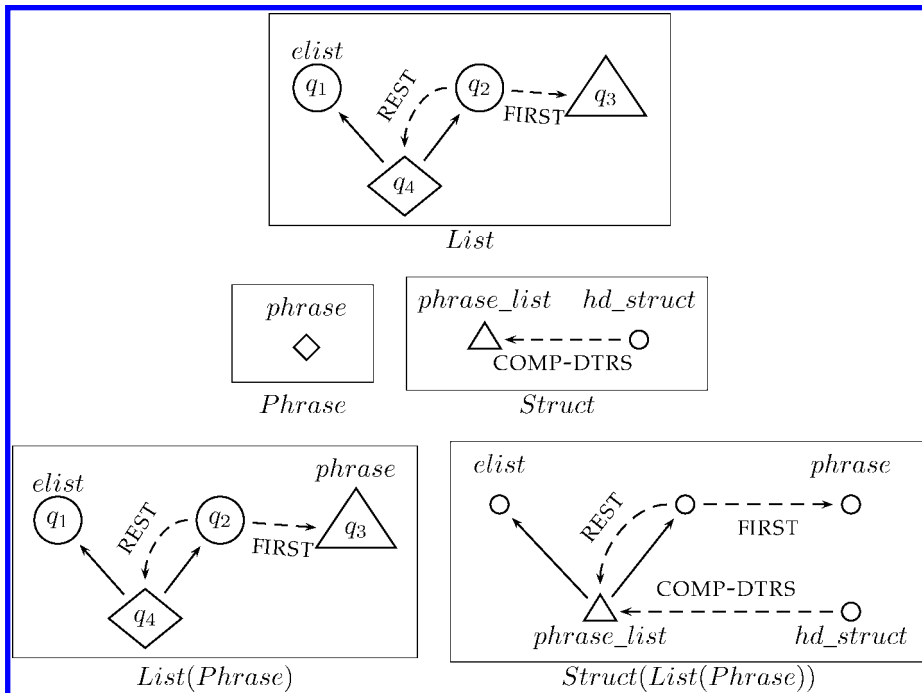 elist
q1 REST q2 FIRST q3
q4
List
phrase
Phrase
phrase_list hd_struct
COMP-DTRS
Struct
elist phrase
q1 REST q2 FIRST q3
q4
List(Phrase)
elist phrase
REST FIRST
COMP-DTRS
phrase_list hd_struct
Struct(List(Phrase))